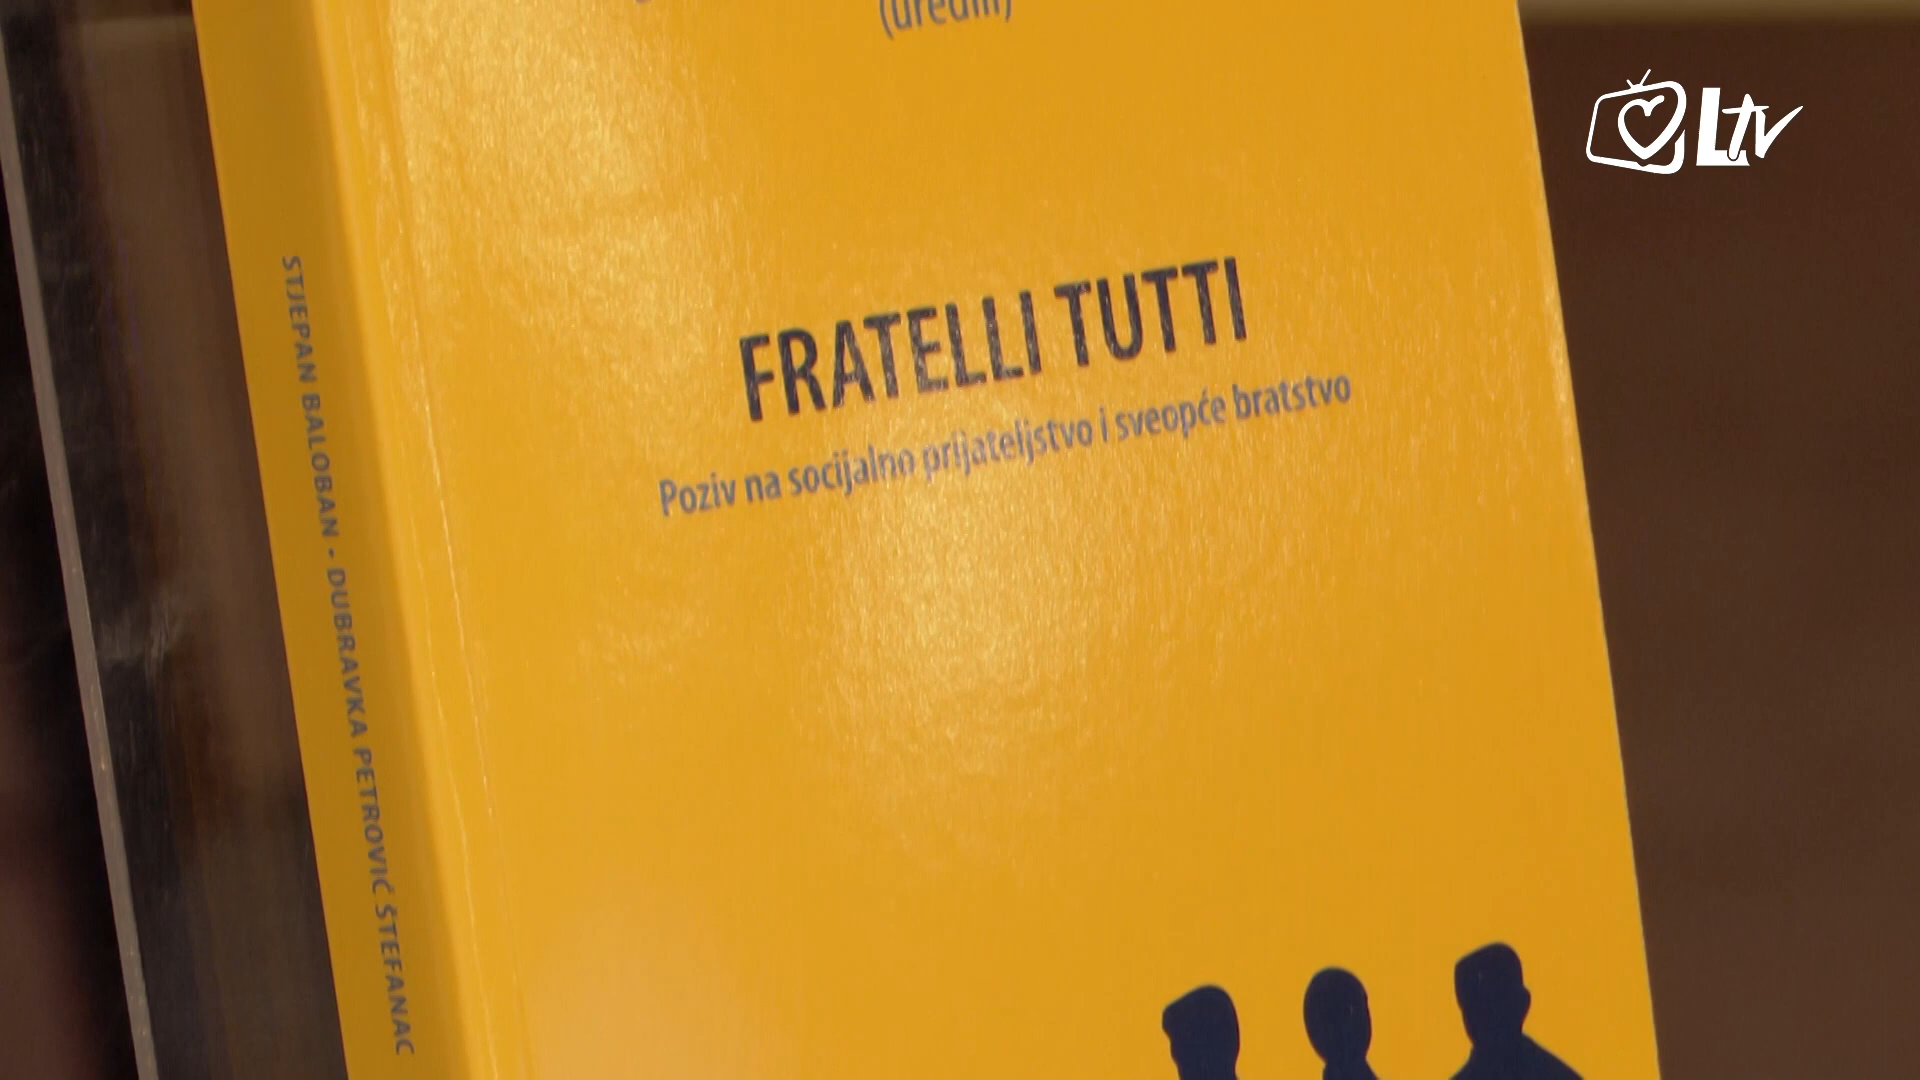 (uredili)
FRATELLI TUTTI
Poziv na socijalno prijateljstvo i sveopće bratstvo
STJEPAN BALOBAN - DUBRAVKA PETROVIĆ ŠTEFANAC
LTV